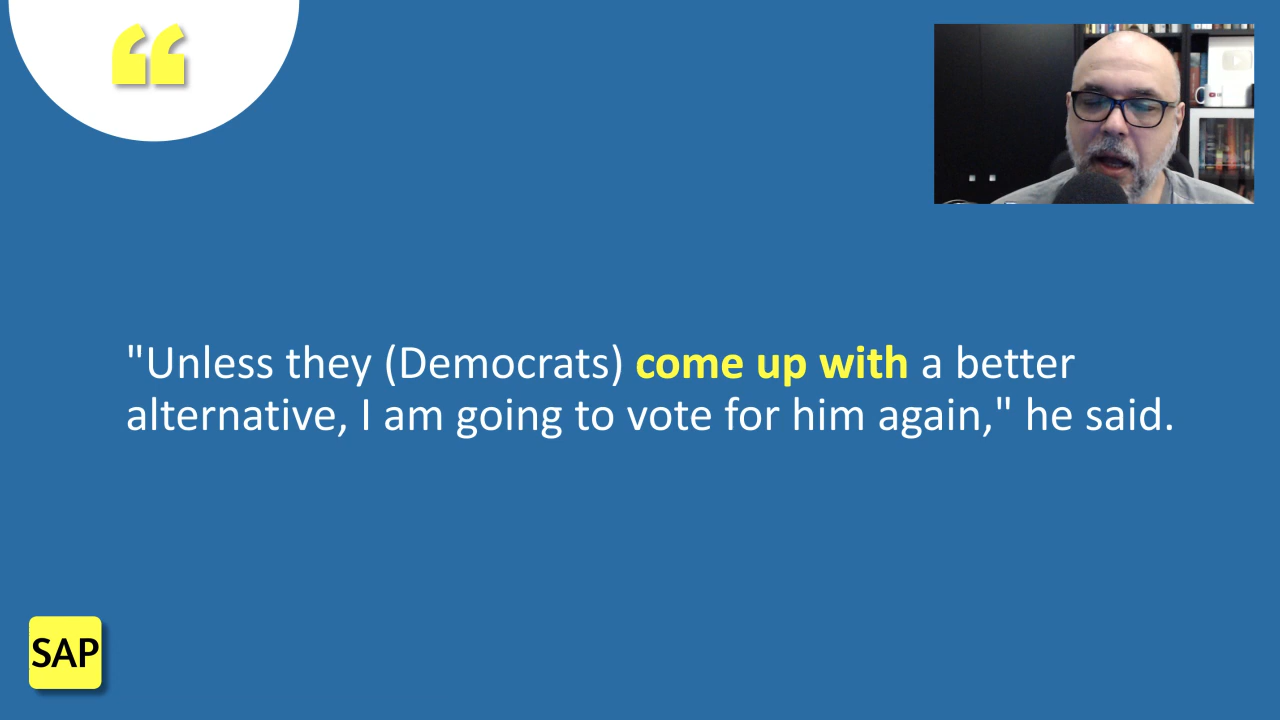 "Unless they (Democrats) come up with a better
alternative, I am going to vote for him again," he said.
SAP